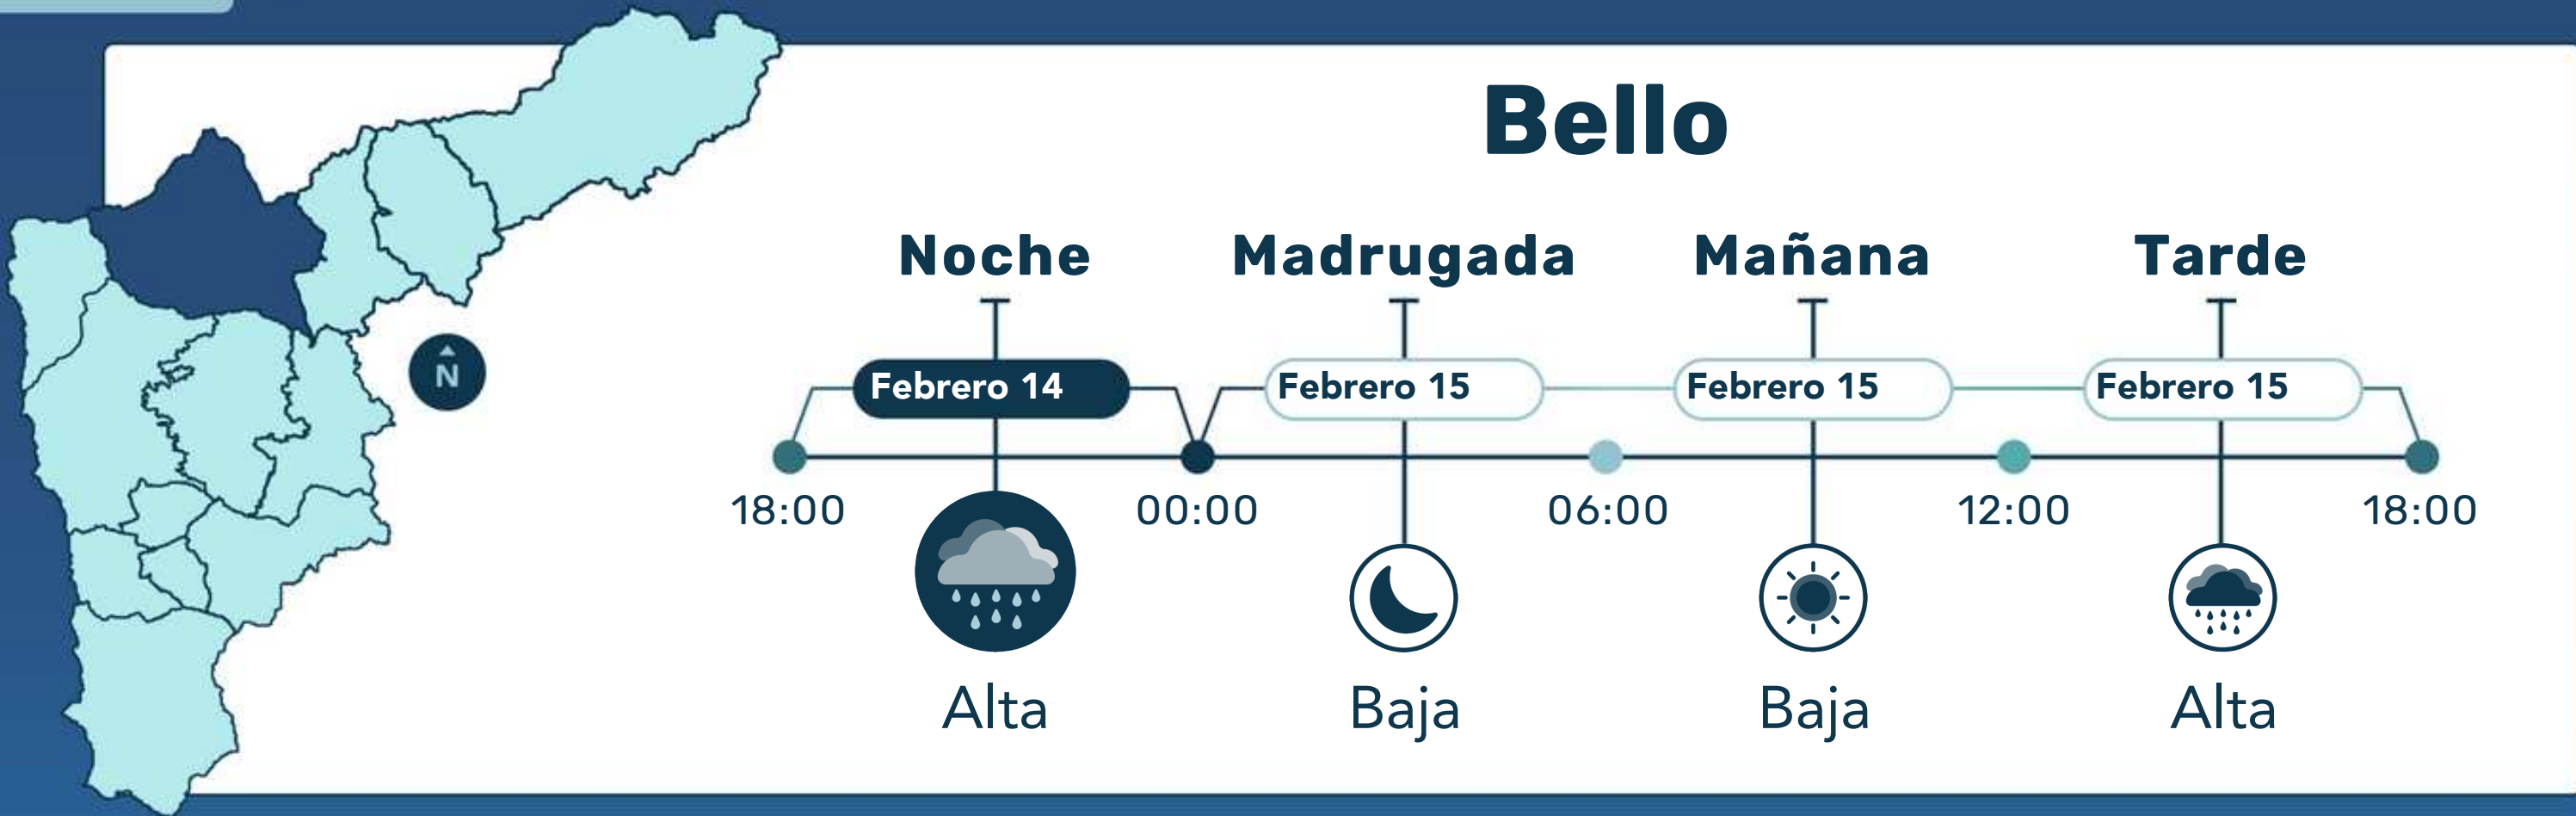 Bello
Noche Madrugada Mañana Tarde
N
Febrero 14 Febrero 15 Febrero 15 Febrero 15
18:00 00:00 06:00 12:00 18:00
Alta Baja Baja Alta